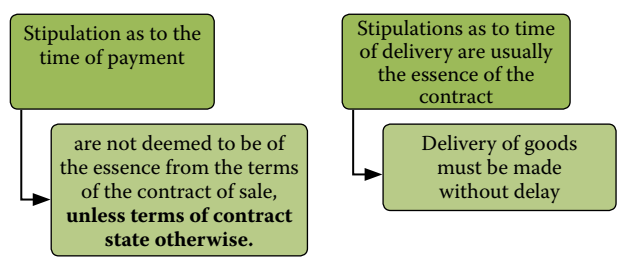 Stipulation as to the
time of payment
are not deemed to be of
the essence from the terms
of the contract of sale,
unless terms of contract
state otherwise.
Stipulations as to time
of delivery are usually
the essence of the
contract
Delivery of goods
must be made
without delay